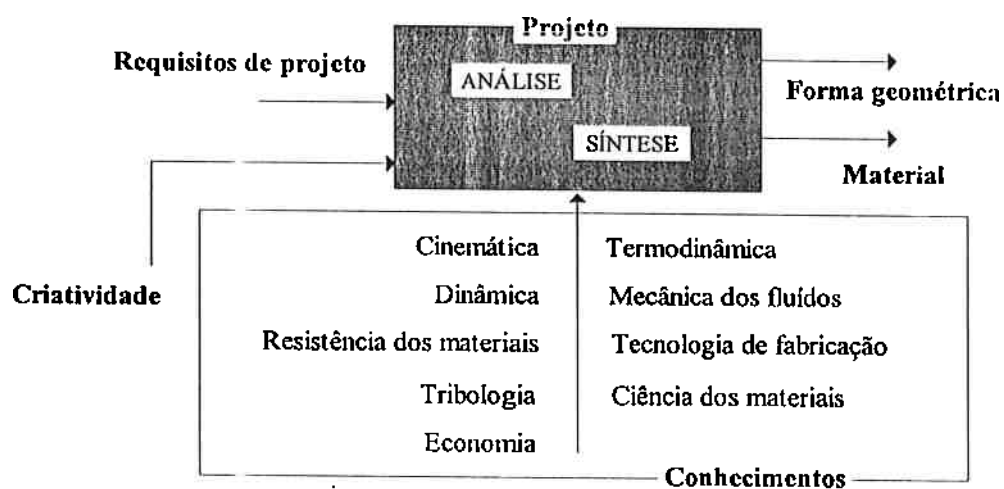 Projeto
Requisitos de projeto
ANÁLISE
Forma geométrica
SÍNTESE
Material
Criatividade
Cinemática
Dinâmica
Resistência dos materiais
Tribologia
Economia
Termodinâmica
Mecânica dos fluídos
Tecnologia de fabricação
Ciência dos materiais
Conhecimentos